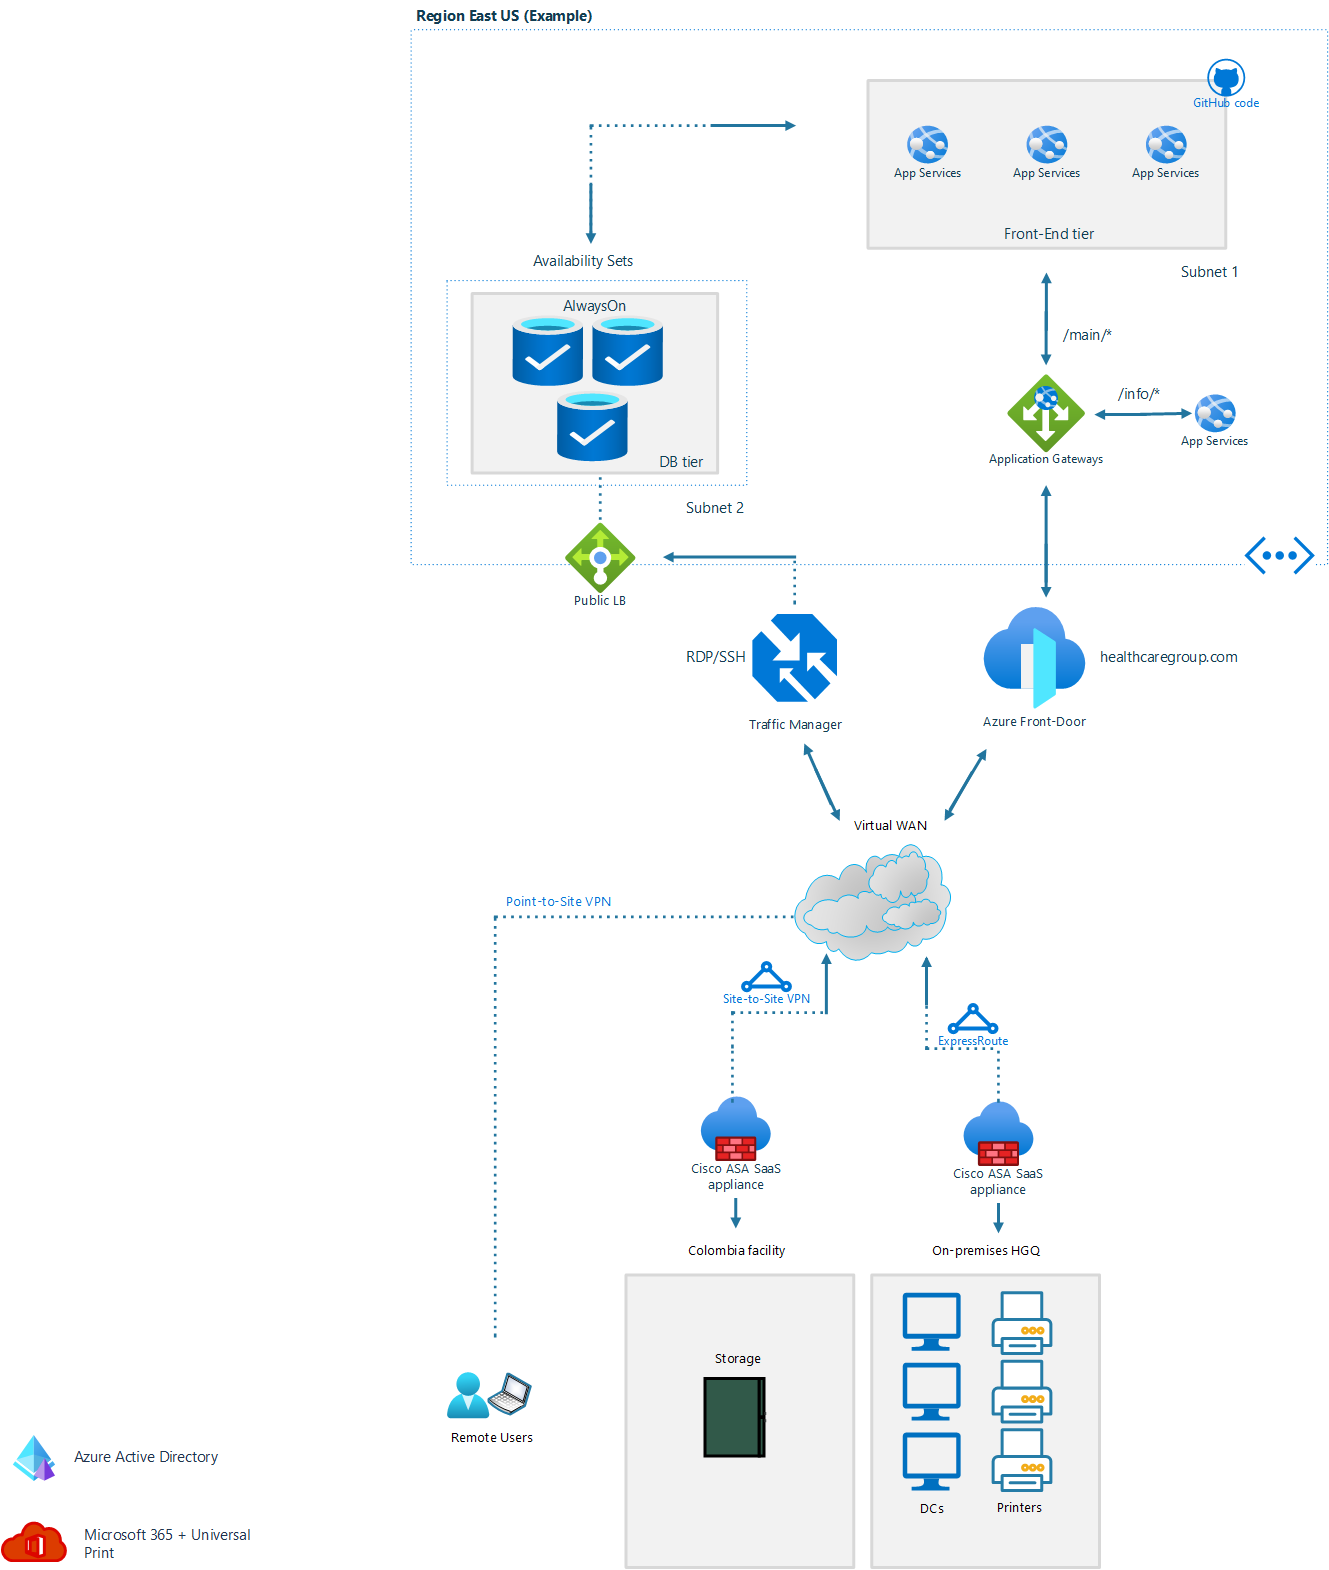 Region East US (Example)
GitHub code
App Services
App Services
App Services
Front-End tier
Subnet 1
Availability Sets
AlwaysOn
DB tier
/main/*
/info/*
App Services
Application Gateways
Subnet 2
Public LB
RDP/SSH
Traffic Manager
healthcaregroup.com
Azure Front-Door
Virtual WAN
Point-to-Site VPN
Site-to-Site VPN
ExpressRoute
Cisco ASA SaaS
appliance
Cisco ASA SaaS
appliance
Colombia facility
On-premises HGQ
Storage
Remote Users
DCs
Printers
Azure Active Directory
Microsoft 365 + Universal
Print